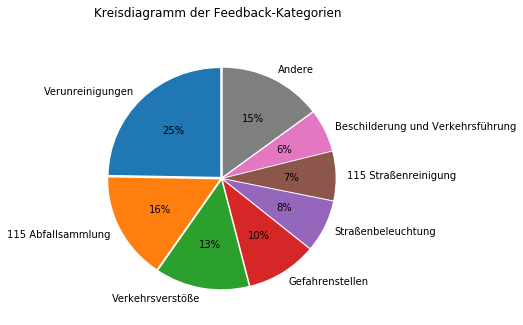 Kreisdiagramm der Feedback-Kategorien
Andere
Verunreinigungen
15%
Beschilderung und Verkehrsführung
25%
6%
7%
115 Straßenreinigung
16%
8%
115 Abfallsammlung
Straßenbeleuchtung
10%
13%
Gefahrenstellen
Verkehrsverstöße